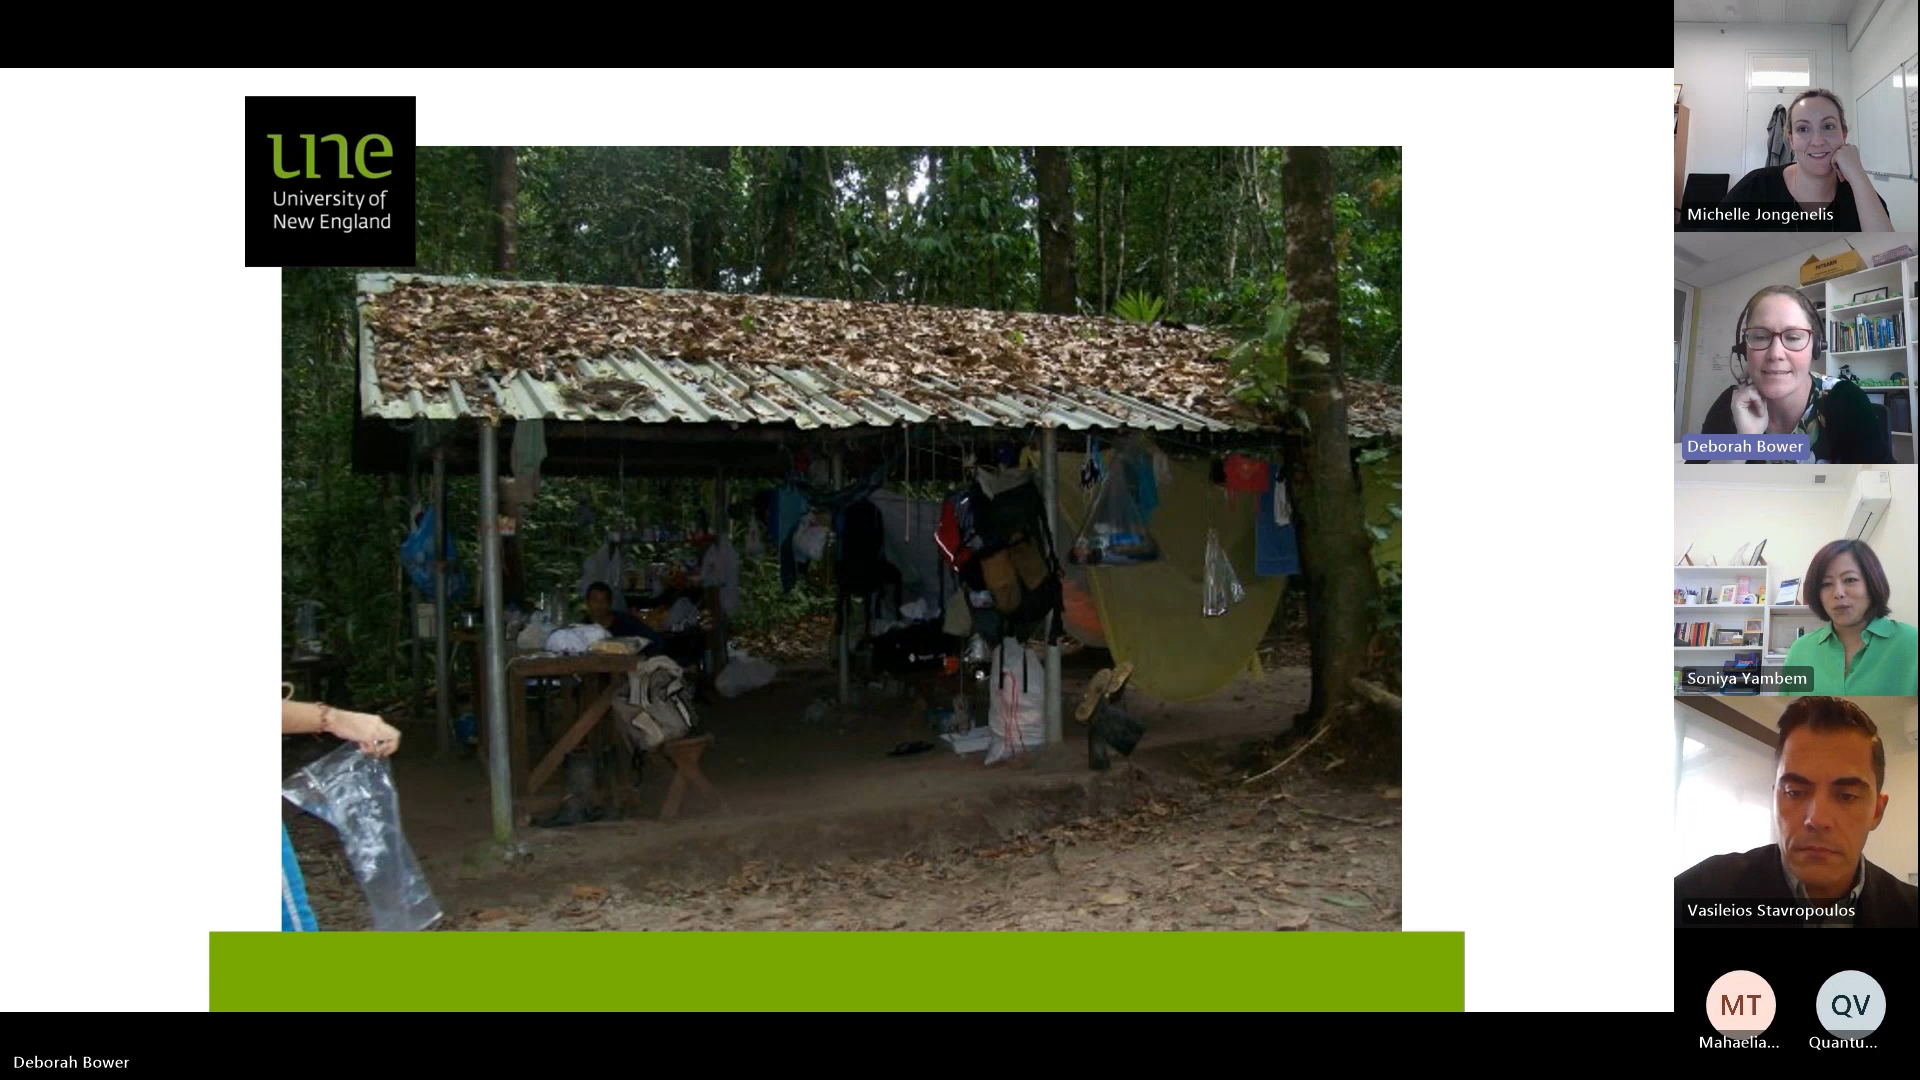 une
University of
New England
Michelle Jongenelis
Deborah Bower
Soniya Yambem
Vasileios Stavropoulos
MT
QV
Mahaelia...
Quantu...
Deborah Bower